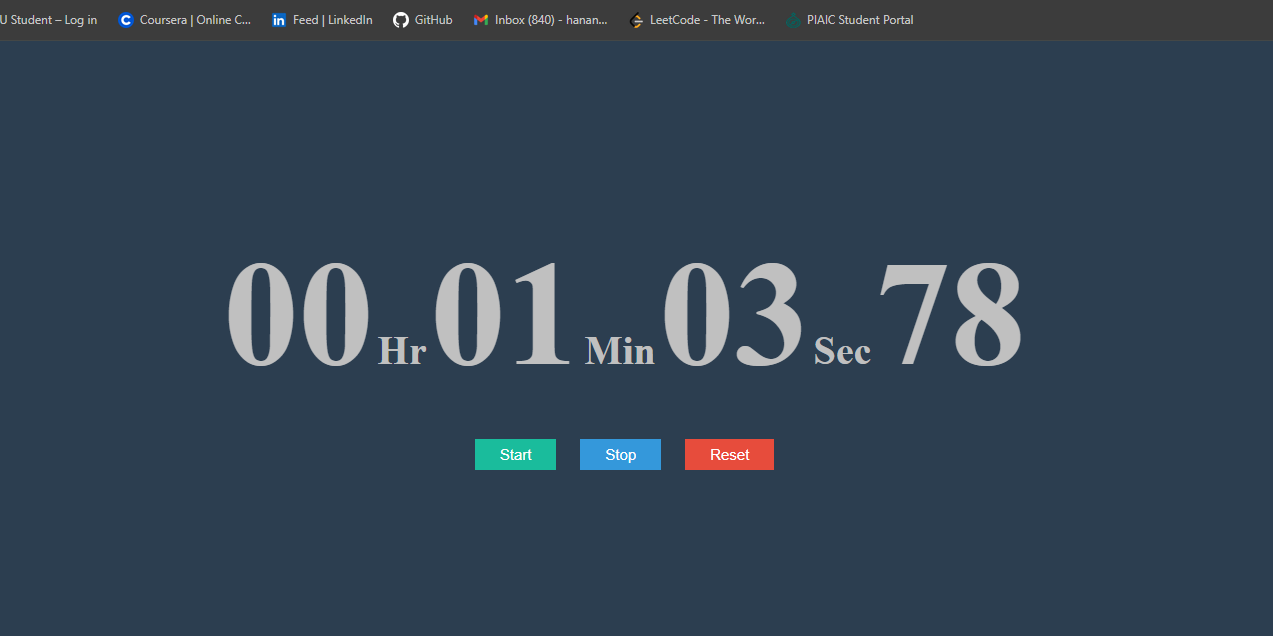 U Student – Log in Coursera | Online C... Feed | LinkedIn GitHub Inbox (840) - hanan... LeetCode - The Wor... PIAIC Student Portal
00 Hr 01 Min 03 Sec 78
Start Stop Reset